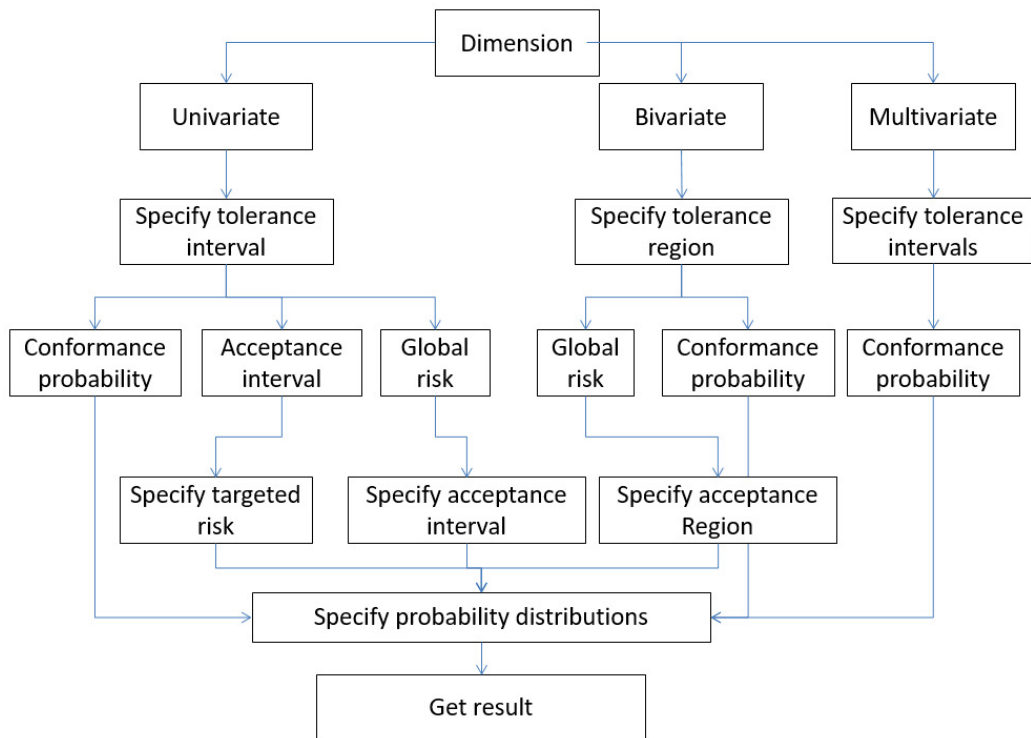 Dimension
Univariate
Bivariate
Multivariate
Specify tolerance
interval
Specify tolerance
region
Specify tolerance
intervals
Conformance
probability
Acceptance
interval
Global
risk
Global
risk
Conformance
probability
Conformance
probability
Specify targeted
risk
Specify acceptance
interval
Specify acceptance
Region
Specify probability distributions
Get result